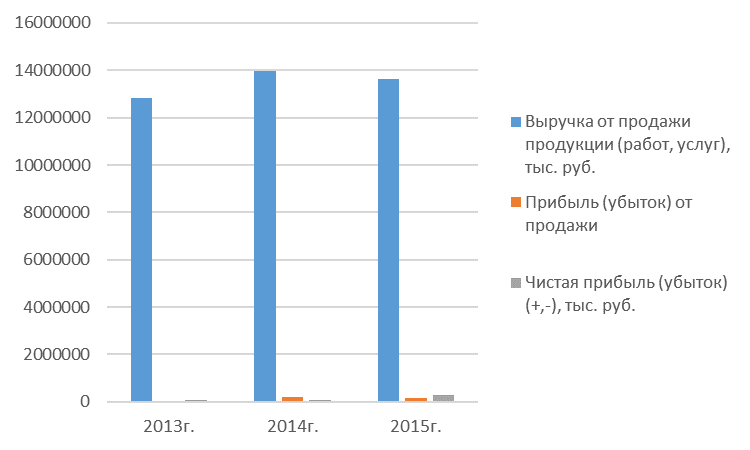 16000000
14000000
12000000
10000000
8000000
6000000
4000000
2000000
0
2013г.
2014г.
2015г.
Выручка от продажи
продукции (работ, услуг),
тыс. руб.
Прибыль (убыток) от
продажи
Чистая прибыль (убыток)
(+,-), тыс. руб.